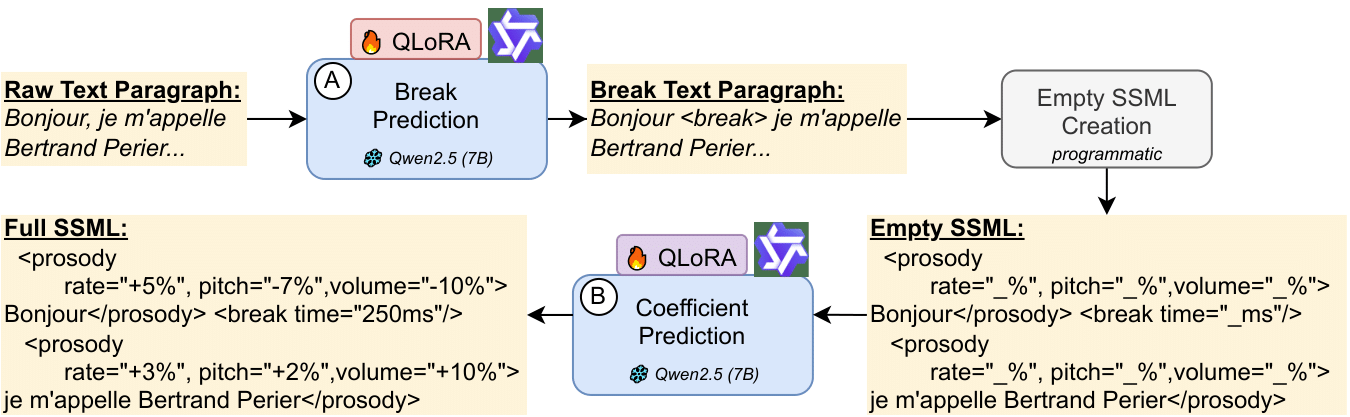 QLoRA
A
Break
Prediction
Qwen2.5 (7B)
Raw Text Paragraph:
Bonjour, je m'appelle
Bertrand Perier...
Break Text Paragraph:
Bonjour <break> je m'appelle
Bertrand Perier...
Empty SSML
Creation
programmatic
Empty SSML:
<prosody
rate="_%", pitch="_%",volume="_%">
Bonjour</prosody> <break time="_ms"/>
<prosody
rate="_%", pitch="_%",volume="_%">
je m'appelle Bertrand Perier</prosody>
QLoRA
B
Coefficient
Prediction
Qwen2.5 (7B)
Full SSML:
<prosody
rate="+5%", pitch="-7%",volume="-10%">
Bonjour</prosody> <break time="250ms"/>
<prosody
rate="+3%", pitch="+2%",volume="+10%">
je m'appelle Bertrand Perier</prosody>